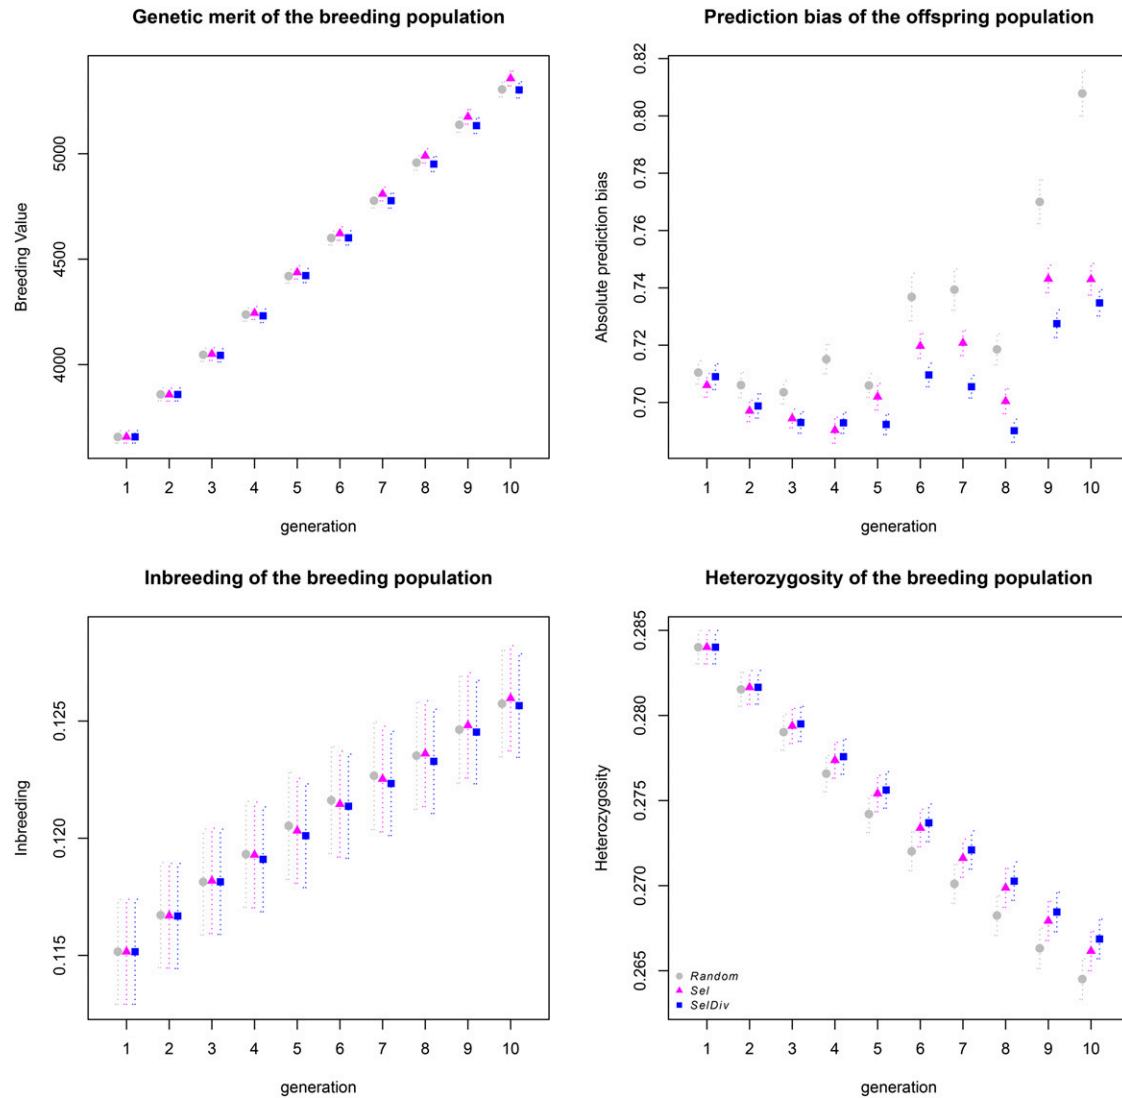 Genetic merit of the breeding population
Breeding Value
5000
4500
4000
1 2 3 4 5 6 7 8 9 10
generation
Prediction bias of the offspring population
Absolute prediction bias
0.82
0.80
0.78
0.76
0.74
0.72
0.70
1 2 3 4 5 6 7 8 9 10
generation
Inbreeding of the breeding population
Inbreeding
0.125
0.120
0.115
1 2 3 4 5 6 7 8 9 10
generation
Heterozygosity of the breeding population
Heterozygosity
0.285
0.280
0.275
0.270
0.265
Random
Sel
SelDiv
1 2 3 4 5 6 7 8 9 10
generation